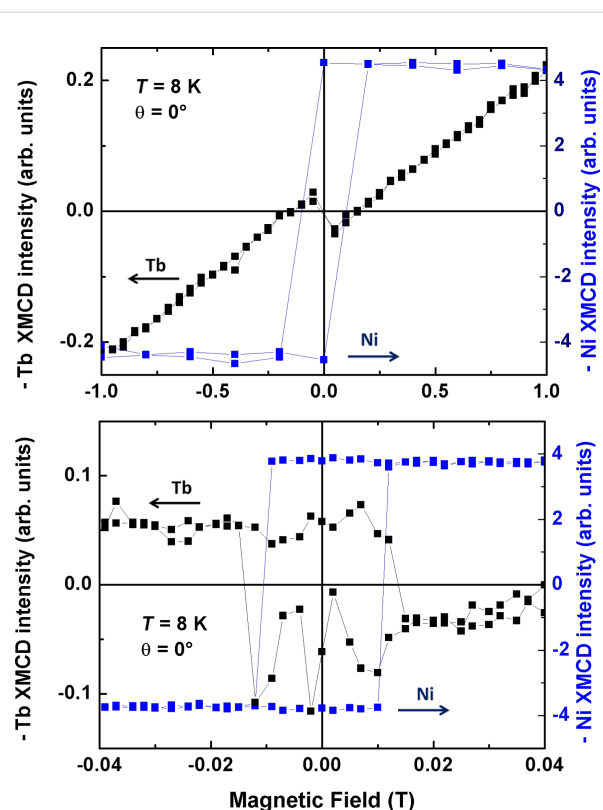 - Tb XMCD intensity (arb. units)
0.2
0.0
-0.2
T = 8 K
θ = 0°
Tb
Ni
4
2
0
-2
-4
- Ni XMCD intensity (arb. units)
-1.0
-0.5
0.0
0.5
1.0
- Tb XMCD intensity (arb. units)
0.1
0.0
-0.1
Tb
T = 8 K
θ = 0°
Ni
4
2
0
-2
-4
- Ni XMCD intensity (arb. units)
-0.04
-0.02
0.00
0.02
0.04
Magnetic Field (T)